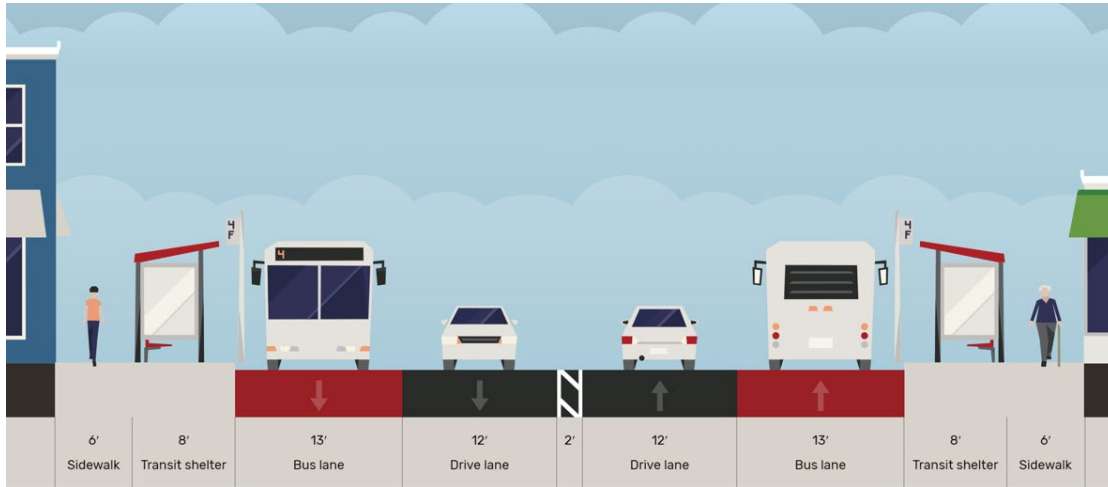 4
F
4
4
F
6′
Sidewalk
8′
Transit shelter
13′
Bus lane
12′
Drive lane
2′
12′
Drive lane
13′
Bus lane
8′
Transit shelter
6′
Sidewalk